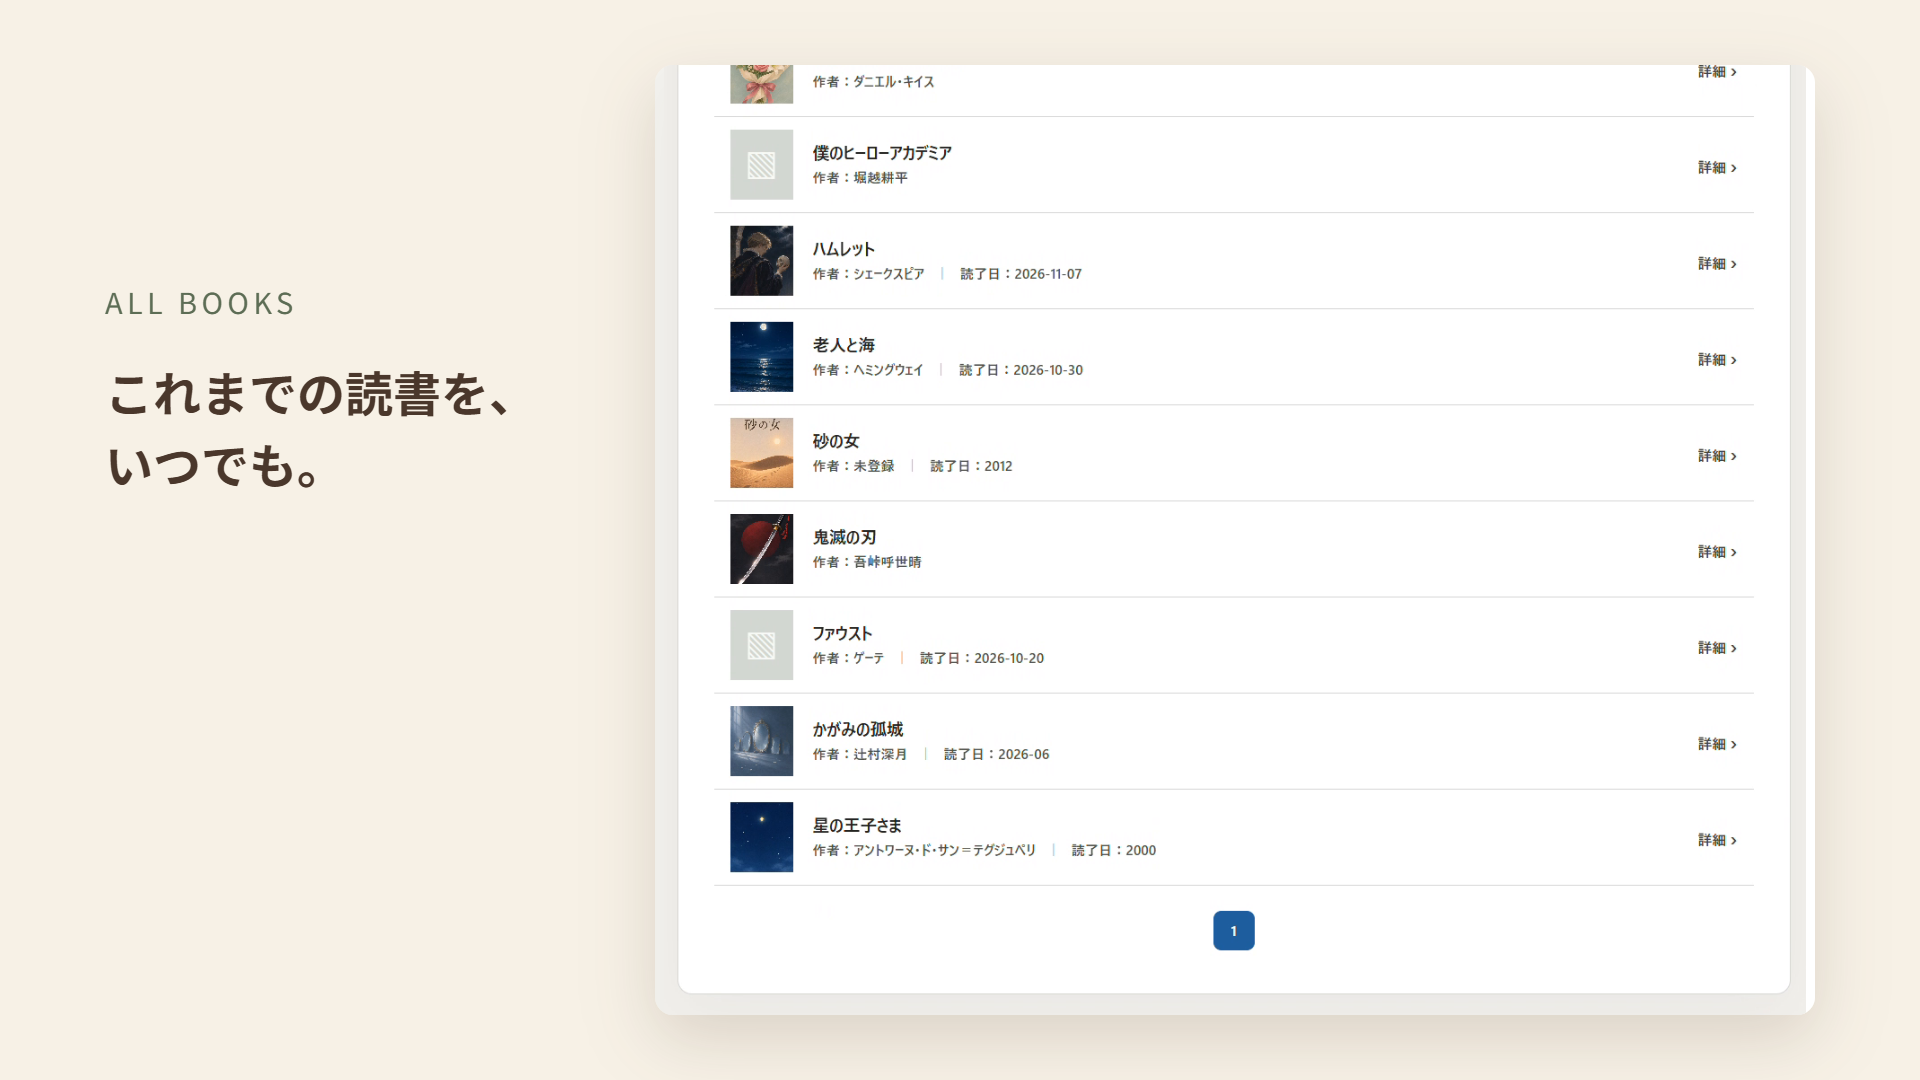 ALL BOOKS
これまでの読書を、
いつでも。
作者：ダニエル・キイス
詳細 ›
僕のヒーローアカデミア
作者：堀越耕平
詳細 ›
ハムレット
作者：シェークスピア | 読了日：2026-11-07
詳細 ›
老人と海
作者：ヘミングウェイ | 読了日：2026-10-30
詳細 ›
砂の女
砂の女
作者：未登録 | 読了日：2012
詳細 ›
鬼滅の刃
作者：吾峠呼世晴
詳細 ›
ファウスト
作者：ゲーテ | 読了日：2026-10-20
詳細 ›
かがみの孤城
作者：辻村深月 | 読了日：2026-06
詳細 ›
星の王子さま
作者：アントワーヌ・ド・サン＝テグジュペリ | 読了日：2000
詳細 ›
1